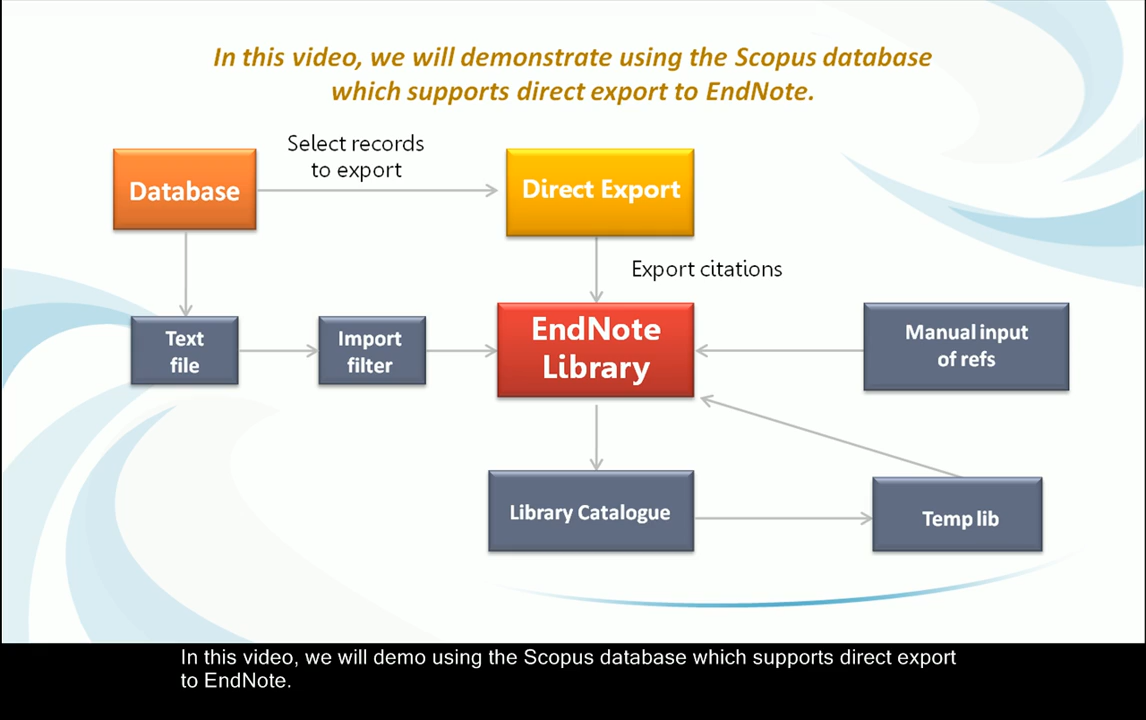 In this video, we will demonstrate using the Scopus database
which supports direct export to EndNote.
Select records
to export
Database
Direct Export
Export citations
Text
file
Import
filter
EndNote
Library
Manual input
of refs
Library Catalogue
Temp lib
In this video, we will demo using the Scopus database which supports direct export
to EndNote.